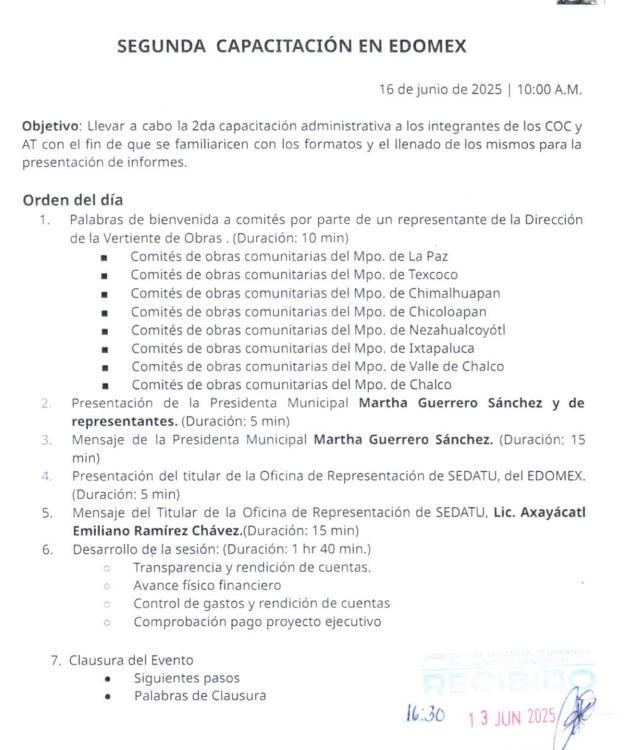 SEGUNDA CAPACITACIÓN EN EDOMEX
16 de junio de 2025 | 10:00 A.M.
Objetivo: Llevar a cabo la 2da capacitación administrativa a los integrantes de los COC y
AT con el fin de que se familiaricen con los formatos y el llenado de los mismos para la
presentación de informes.
Orden del día
1. Palabras de bienvenida a comités por parte de un representante de la Dirección
de la Vertiente de Obras . (Duración: 10 min)
■ Comités de obras comunitarias del Mpo. de La Paz
■ Comités de obras comunitarias del Mpo. de Texcoco
■ Comités de obras comunitarias del Mpo. de Chimalhuapan
■ Comités de obras comunitarias del Mpo. de Chicoloapan
■ Comités de obras comunitarias del Mpo. de Nezahualcoyótl
■ Comités de obras comunitarias del Mpo. de Ixtapaluca
■ Comités de obras comunitarias del Mpo. de Valle de Chalco
■ Comités de obras comunitarias del Mpo. de Chalco
2. Presentación de la Presidenta Municipal Martha Guerrero Sánchez y de
representantes. (Duración: 5 min)
3. Mensaje de la Presidenta Municipal Martha Guerrero Sánchez. (Duración: 15
min)
4. Presentación del titular de la Oficina de Representación de SEDATU, del EDOMEX.
(Duración: 5 min)
5. Mensaje del Titular de la Oficina de Representación de SEDATU, Lic. Axayácatl
Emiliano Ramírez Chávez.(Duración: 15 min)
6. Desarrollo de la sesión: (Duración: 1 hr 40 min.)
○ Transparencia y rendición de cuentas.
○ Avance físico financiero
○ Control de gastos y rendición de cuentas
○ Comprobación pago proyecto ejecutivo
7. Clausura del Evento
● Siguientes pasos
● Palabras de Clausura
RECIBIDO
16:30 13 JUN 2025